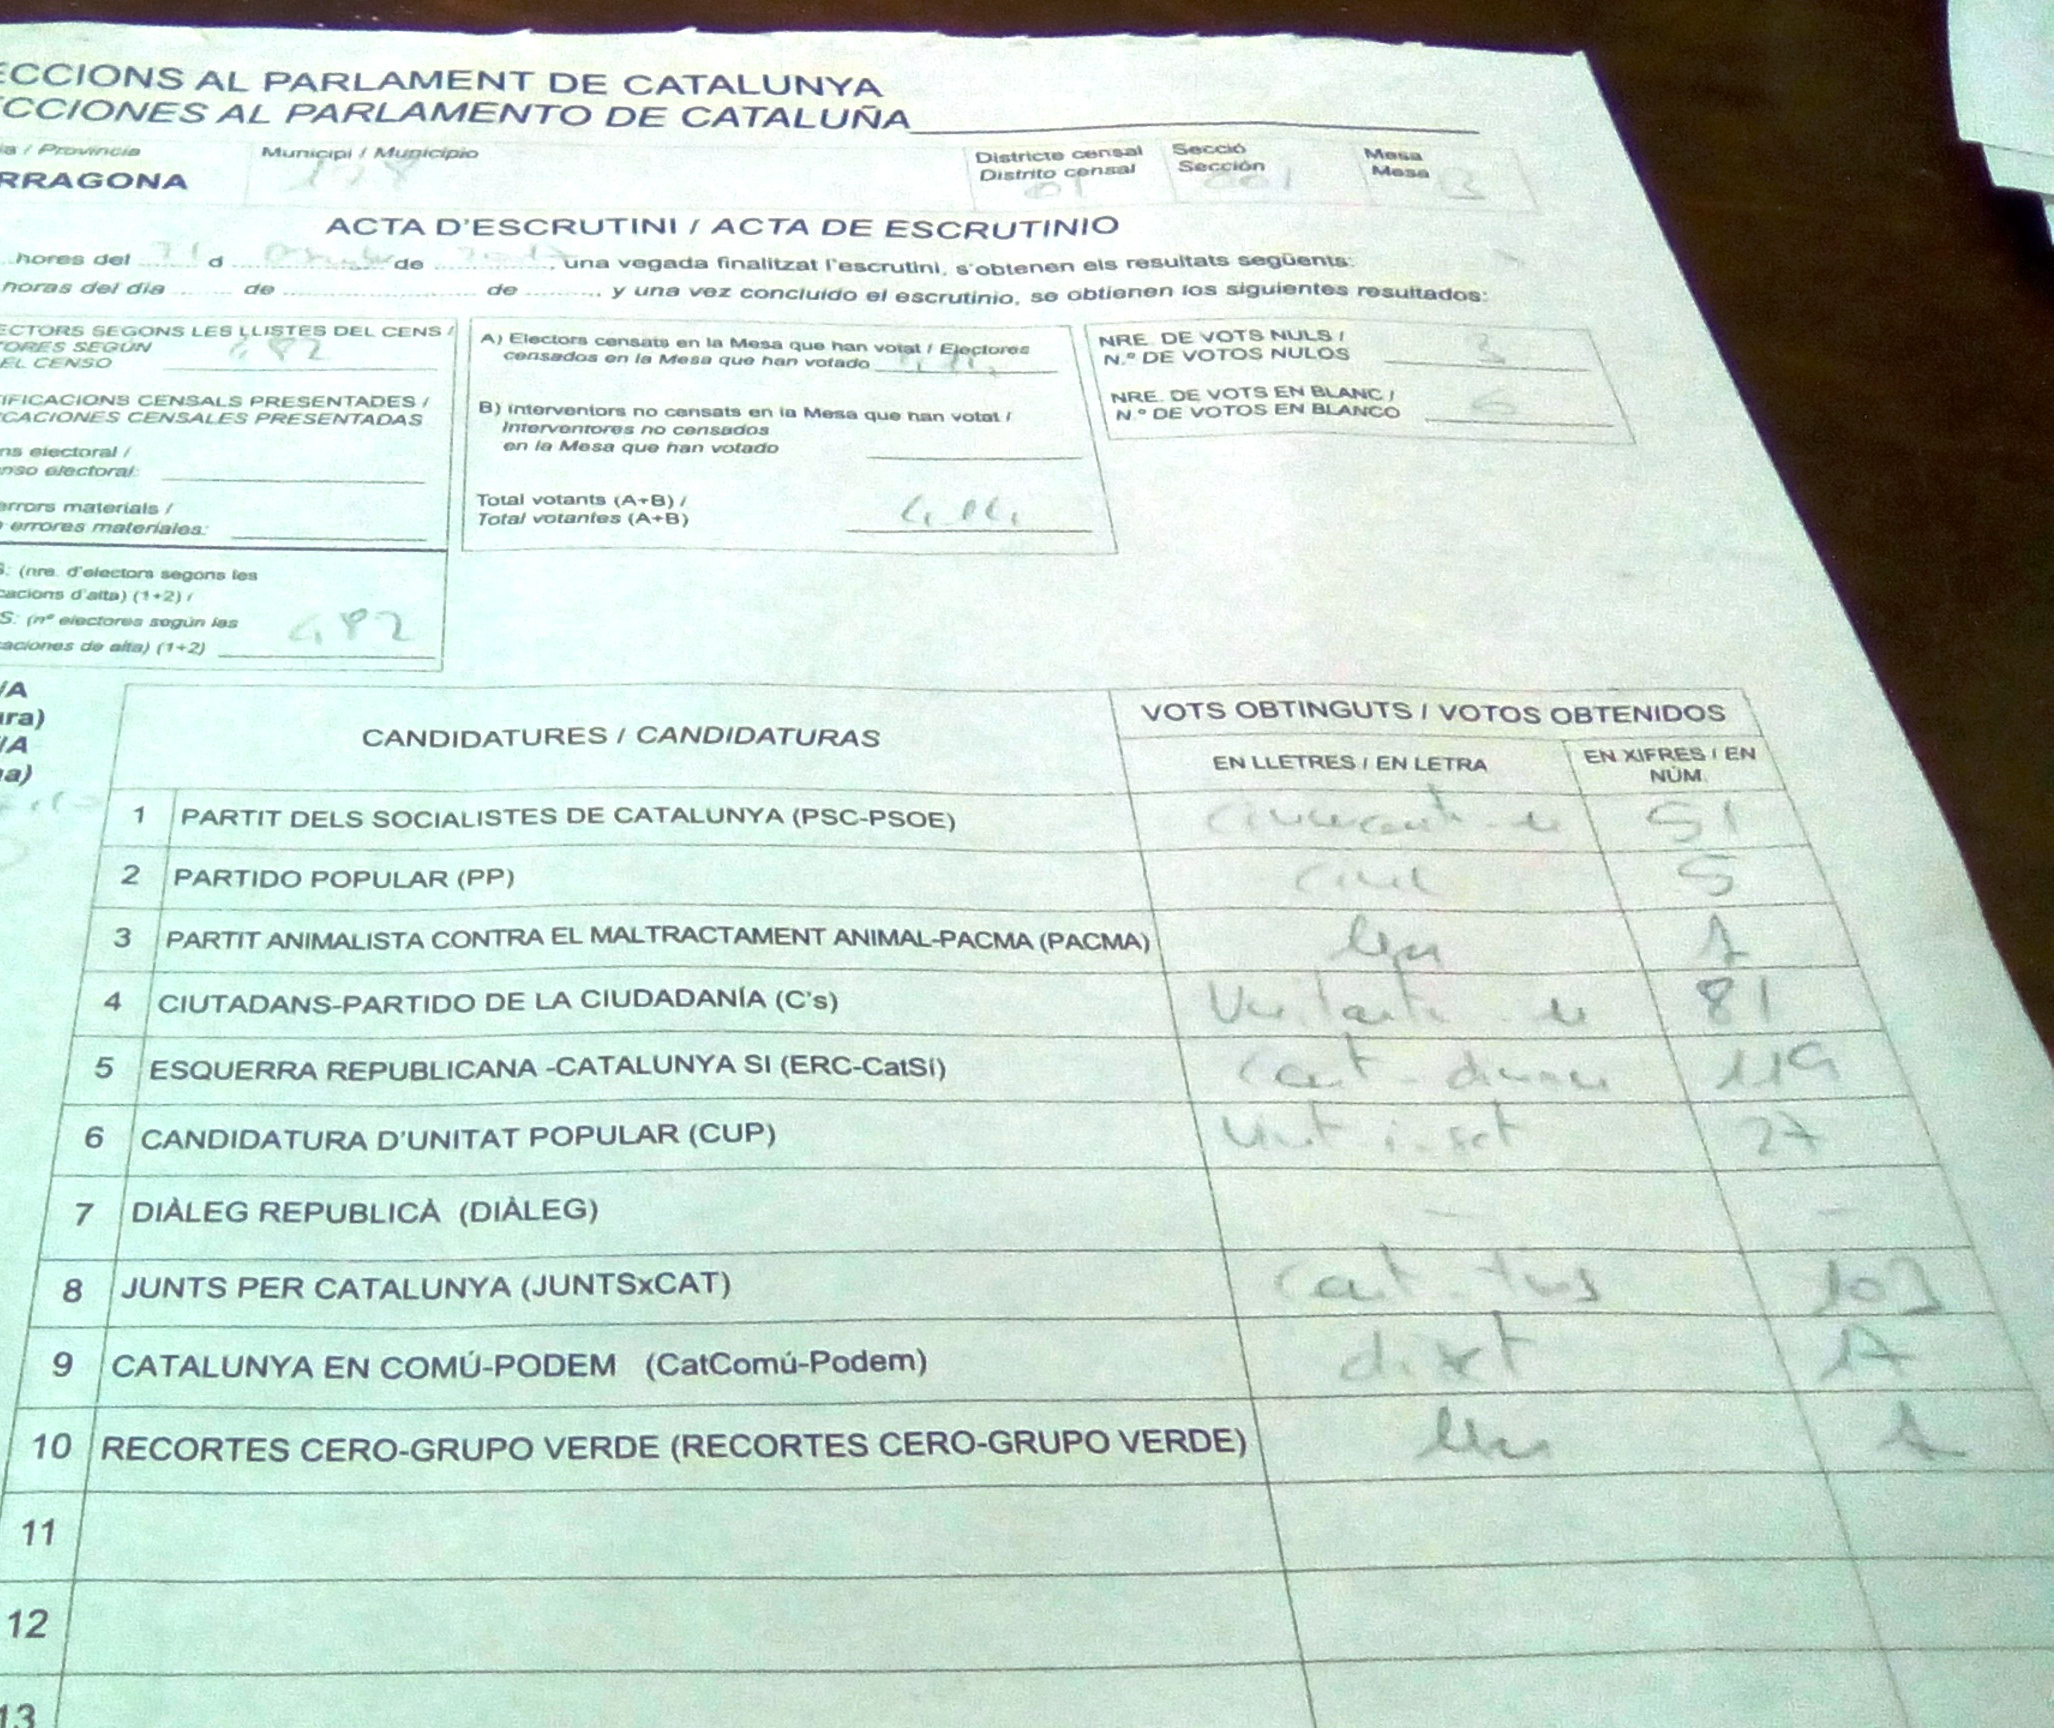 ECCIONS AL PARLAMENT DE CATALUNYA
CCIONES AL PARLAMENTO DE CATALUÑA
ia / Provincia Municipi / Municipio Districte censal Secció Mesa
Distrito censal Sección Mesa
RRAGONA 01 001 B
ACTA D'ESCRUTINI / ACTA DE ESCRUTINIO
hores del 21 d de 2017, una vegada finalitzat l'escrutini, s'obtenen els resultats següents:
horas del día de de , y una vez concluido el escrutinio, se obtienen los siguientes resultados:
ECTORS SEGONS LES LLISTES DEL CENS /
TORES SEGÚN
EL CENSO 482
IFICACIONS CENSALS PRESENTADES /
CACIONES CENSALES PRESENTADAS
ns electoral /
nso electoral:
errors materials /
errores materiales:
S: (nre. d'electors segons les
cacions d'alta) (1+2) /
S: (nº electores según las
caciones de alta) (1+2) 482
A) Electors censats en la Mesa que han votat / Electores
censados en la Mesa que han votado
B) Interventors no censats en la Mesa que han votat /
Interventores no censados
en la Mesa que han votado
Total votants (A+B) /
Total votantes (A+B)
NRE. DE VOTS NULS /
N.º DE VOTOS NULOS 3
NRE. DE VOTS EN BLANC /
N.º DE VOTOS EN BLANCO 6
ÍA
ura)
ÍA
a)
CANDIDATURES / CANDIDATURAS VOTS OBTINGUTS / VOTOS OBTENIDOS
EN LLETRES / EN LETRA EN XIFRES / EN NÚM.
1 PARTIT DELS SOCIALISTES DE CATALUNYA (PSC-PSOE) cinquanta-u 51
2 PARTIDO POPULAR (PP) cinc 5
3 PARTIT ANIMALISTA CONTRA EL MALTRACTAMENT ANIMAL-PACMA (PACMA) un 1
4 CIUTADANS-PARTIDO DE LA CIUDADANÍA (C's) Vuitanta-u 81
5 ESQUERRA REPUBLICANA -CATALUNYA SI (ERC-CatSí) cent-dinou 119
6 CANDIDATURA D'UNITAT POPULAR (CUP) Vint-i-set 27
7 DIÀLEG REPUBLICÀ (DIÀLEG) - -
8 JUNTS PER CATALUNYA (JUNTSxCAT) Cent-tres 103
9 CATALUNYA EN COMÚ-PODEM (CatComú-Podem) 17
10 RECORTES CERO-GRUPO VERDE (RECORTES CERO-GRUPO VERDE) un 1
11
12
13